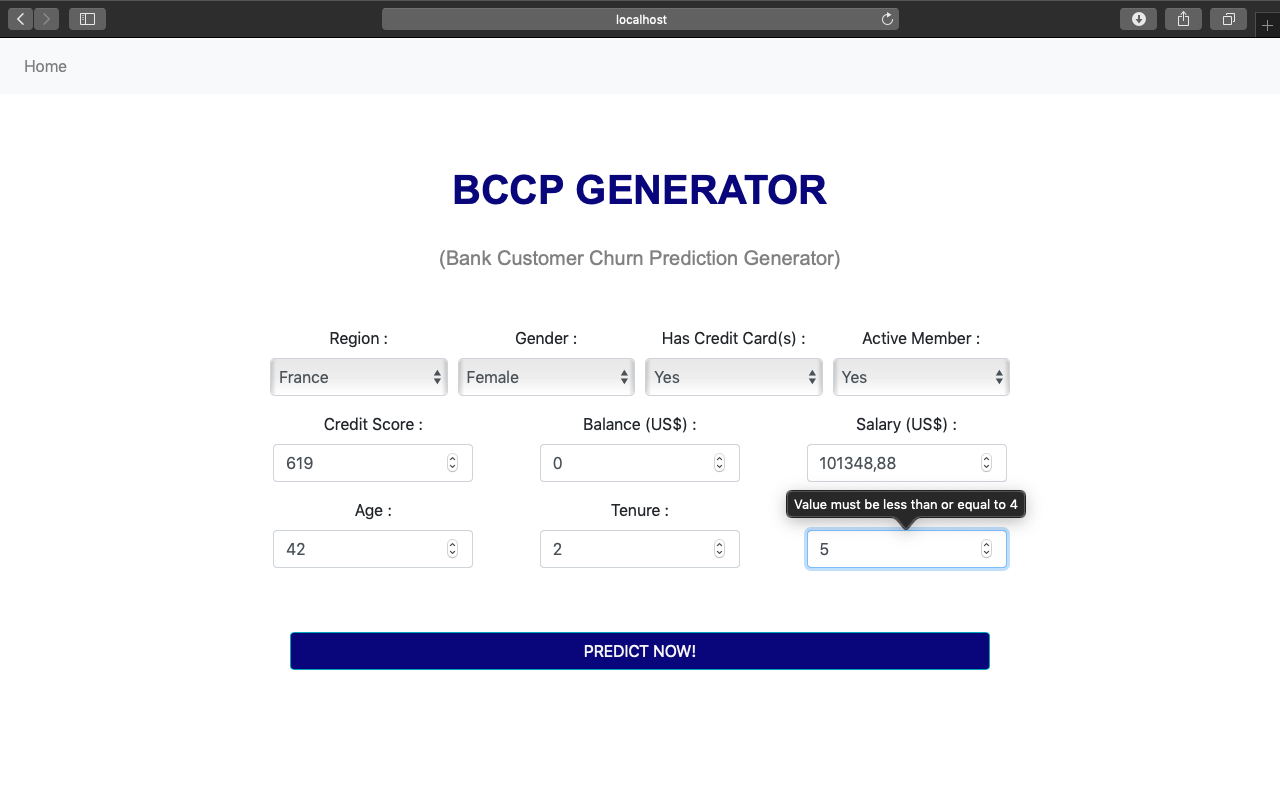 localhost
Home
BCCP GENERATOR
(Bank Customer Churn Prediction Generator)
Region : Gender : Has Credit Card(s) : Active Member :
France Female Yes Yes
Credit Score : Balance (US$) : Salary (US$) :
619 0 101348,88
Age : Tenure : Value must be less than or equal to 4
42 2 5
PREDICT NOW!